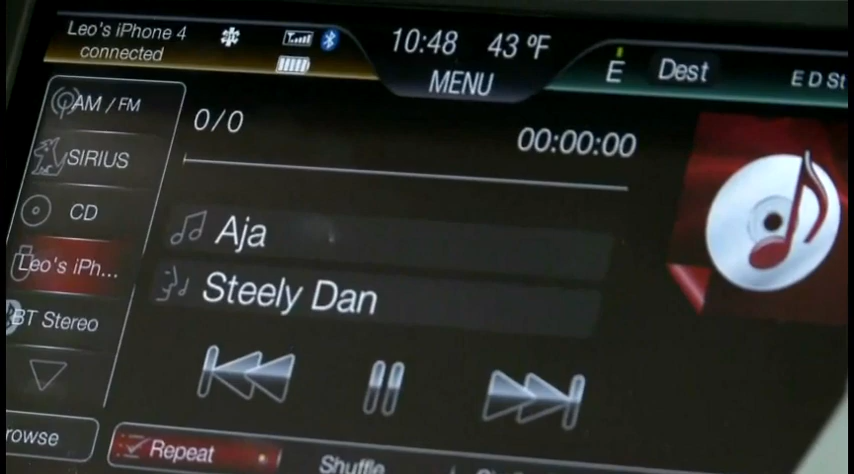 Leo's iPhone 4
connected
10:48 43 ºF
MENU
E Dest E D St
AM / FM
SIRIUS
CD
Leo's iPh...
BT Stereo
0/0
00:00:00
Aja
Steely Dan
rowse
Repeat
Shuffle